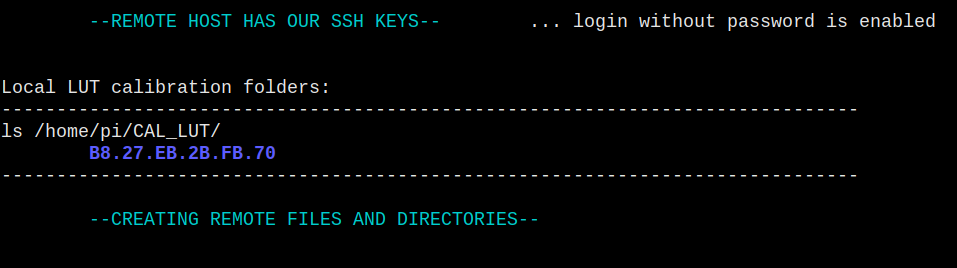 --REMOTE HOST HAS OUR SSH KEYS-- ... login without password is enabled
Local LUT calibration folders:
------------------------------------------------------------------------------
ls /home/pi/CAL_LUT/
B8.27.EB.2B.FB.70
------------------------------------------------------------------------------
--CREATING REMOTE FILES AND DIRECTORIES--